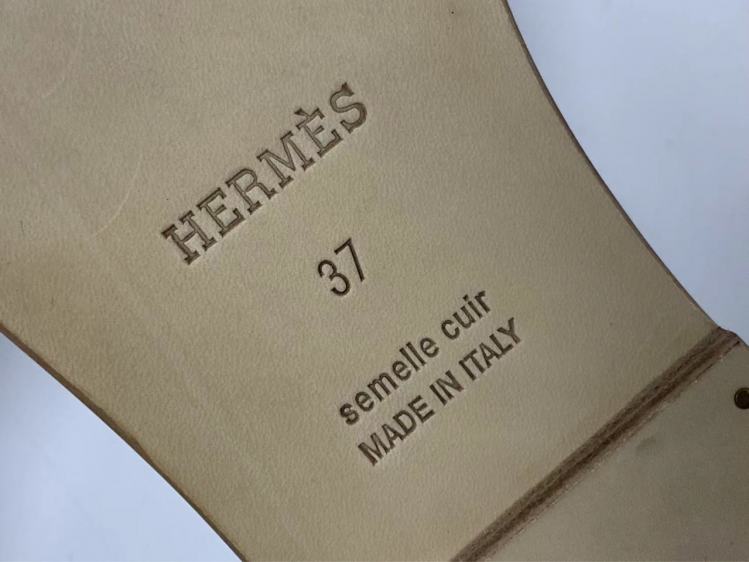 HERMÈS
37
semelle cuir
MADE IN ITALY